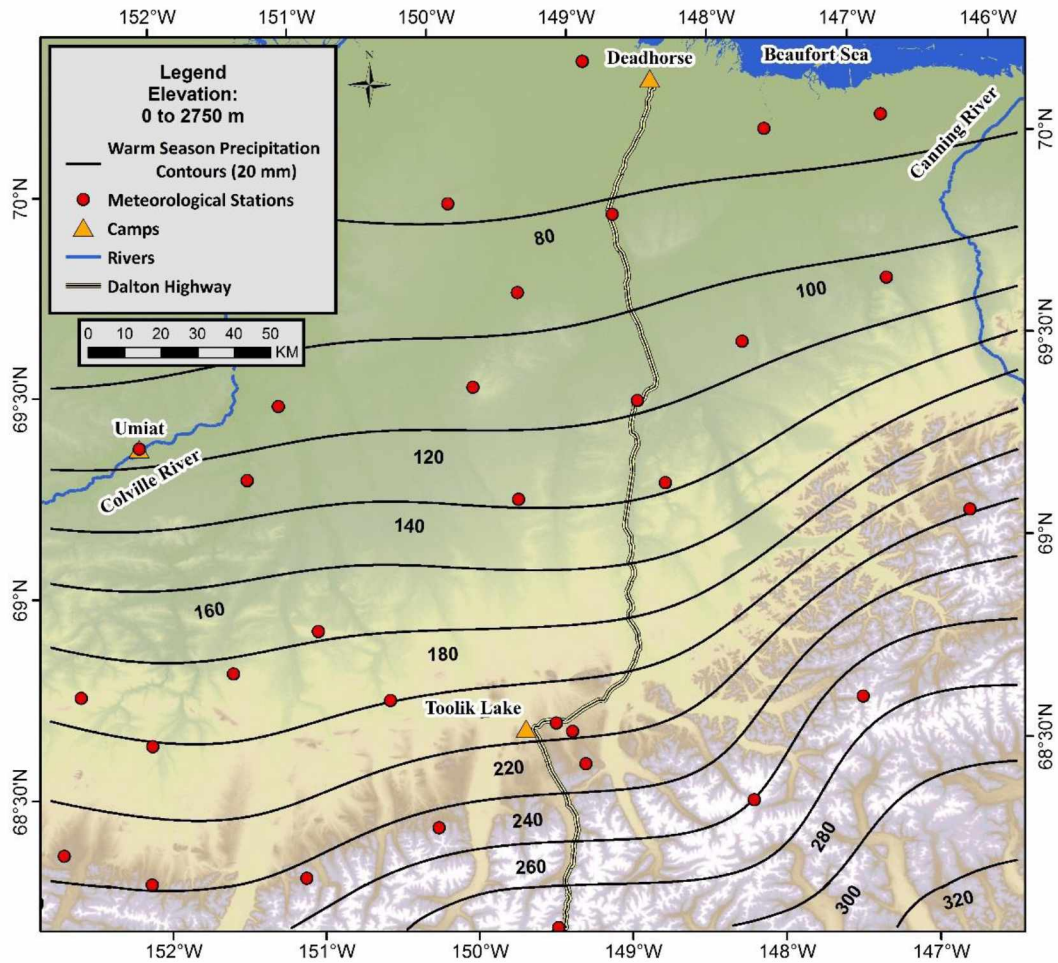 152°W 151°W 150°W 149°W 148°W 147°W 146°W
Legend
Elevation:
0 to 2750 m
Warm Season Precipitation
Contours (20 mm)
Meteorological Stations
Camps
Rivers
Dalton Highway
0 10 20 30 40 50
KM
N
Deadhorse
Beaufort Sea
Canning River
70°N
70°N
80
100
69°30'N
69°30'N
Umiat
Colville River
120
140
69°N
69°N
160
180
Toolik Lake
68°30'N
68°30'N
220
240
260
280
300
320
152°W 151°W 150°W 149°W 148°W 147°W